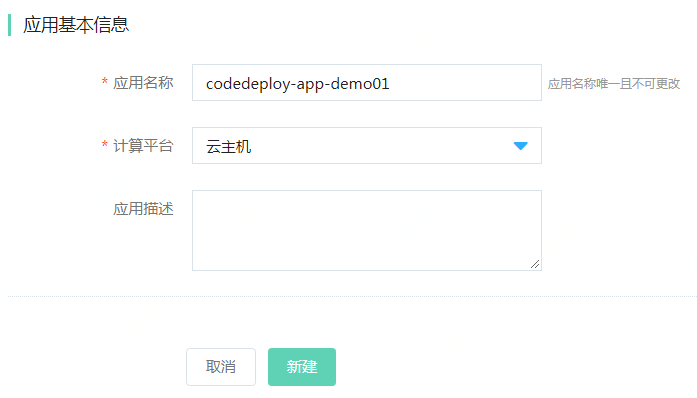 应用基本信息
* 应用名称 codedeploy-app-demo01 应用名称唯一且不可更改
* 计算平台 云主机
应用描述
取消 新建